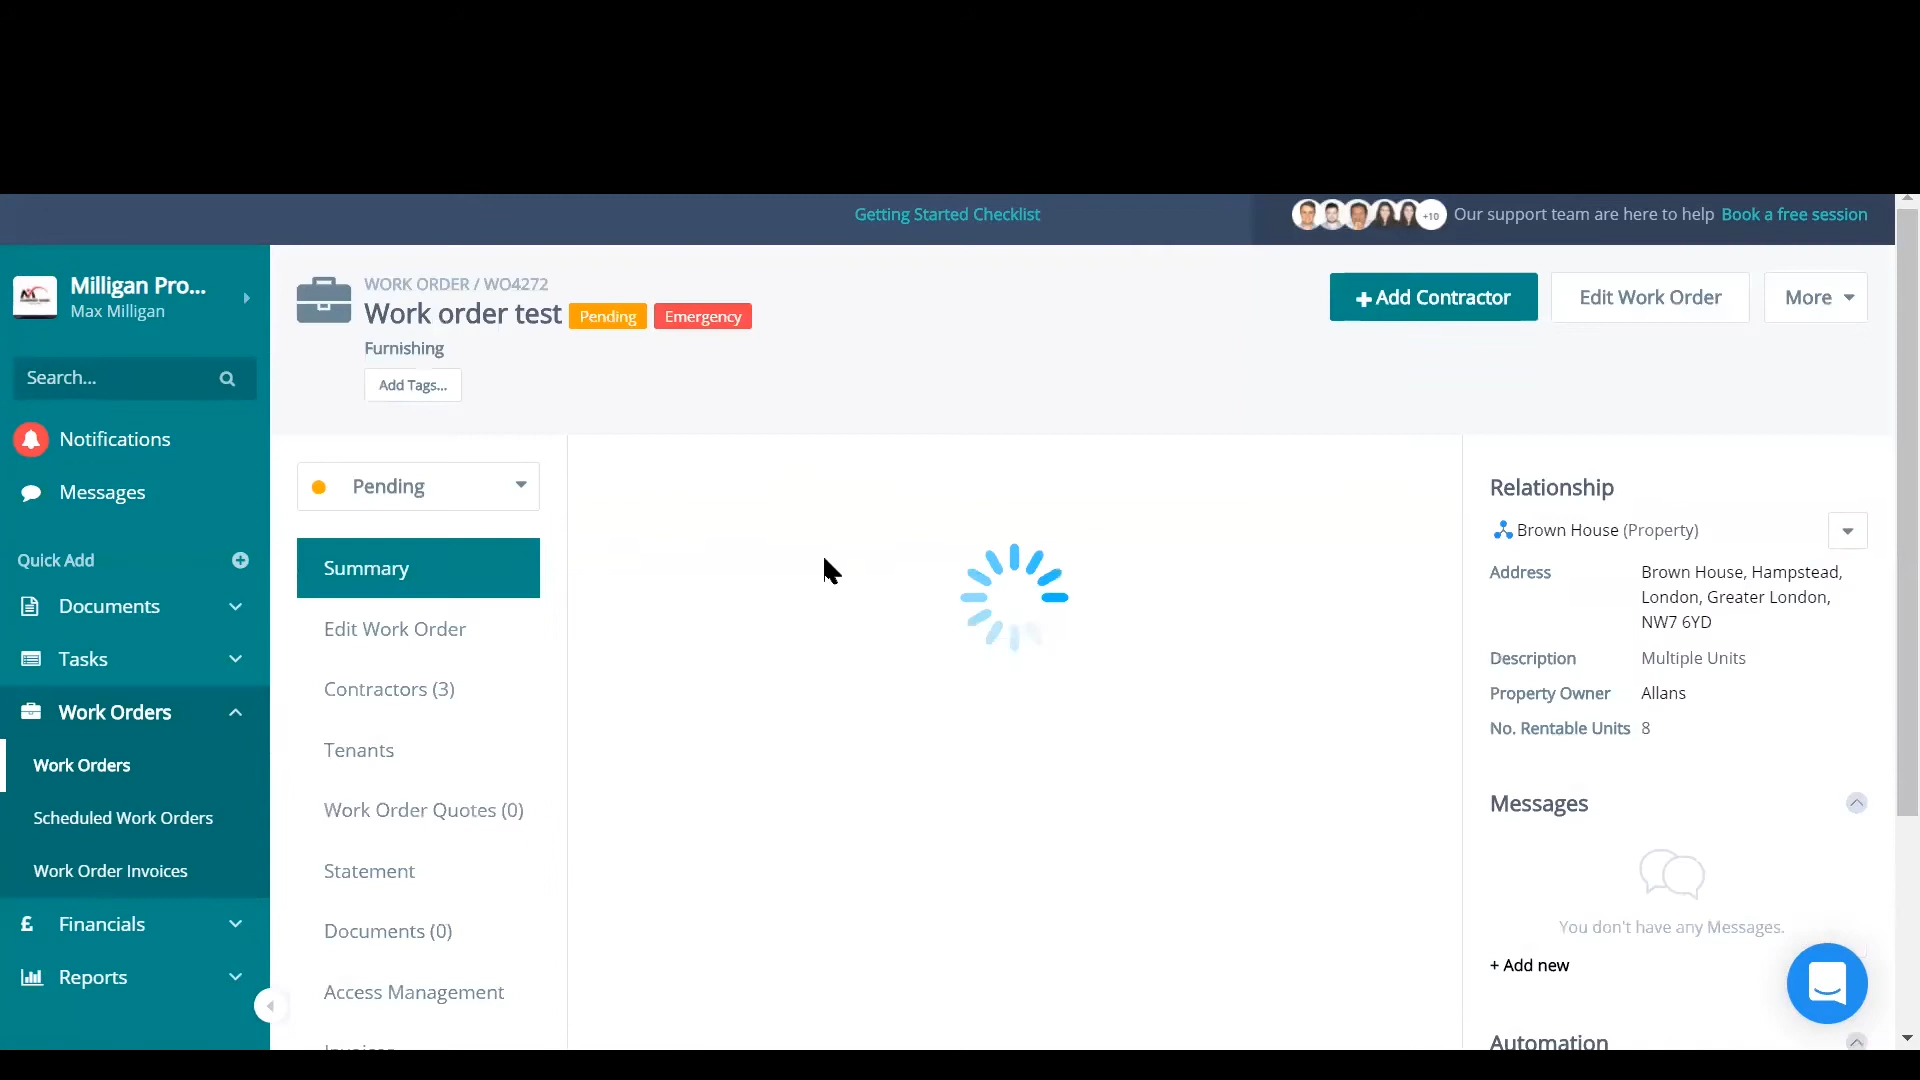 Getting Started Checklist
+10 Our support team are here to help Book a free session
Milligan Pro...
Max Milligan
Search...
Notifications
Messages
Quick Add
Documents
Tasks
Work Orders
Work Orders
Scheduled Work Orders
Work Order Invoices
£ Financials
Reports
WORK ORDER / WO4272
Work order test Pending Emergency
Furnishing
Add Tags...
+ Add Contractor
Edit Work Order
More
Pending
Summary
Edit Work Order
Contractors (3)
Tenants
Work Order Quotes (0)
Statement
Documents (0)
Access Management
Invoices
Relationship
Brown House (Property)
Address Brown House, Hampstead,
London, Greater London,
NW7 6YD
Description Multiple Units
Property Owner Allans
No. Rentable Units 8
Messages
You don't have any Messages.
+ Add new
Automation